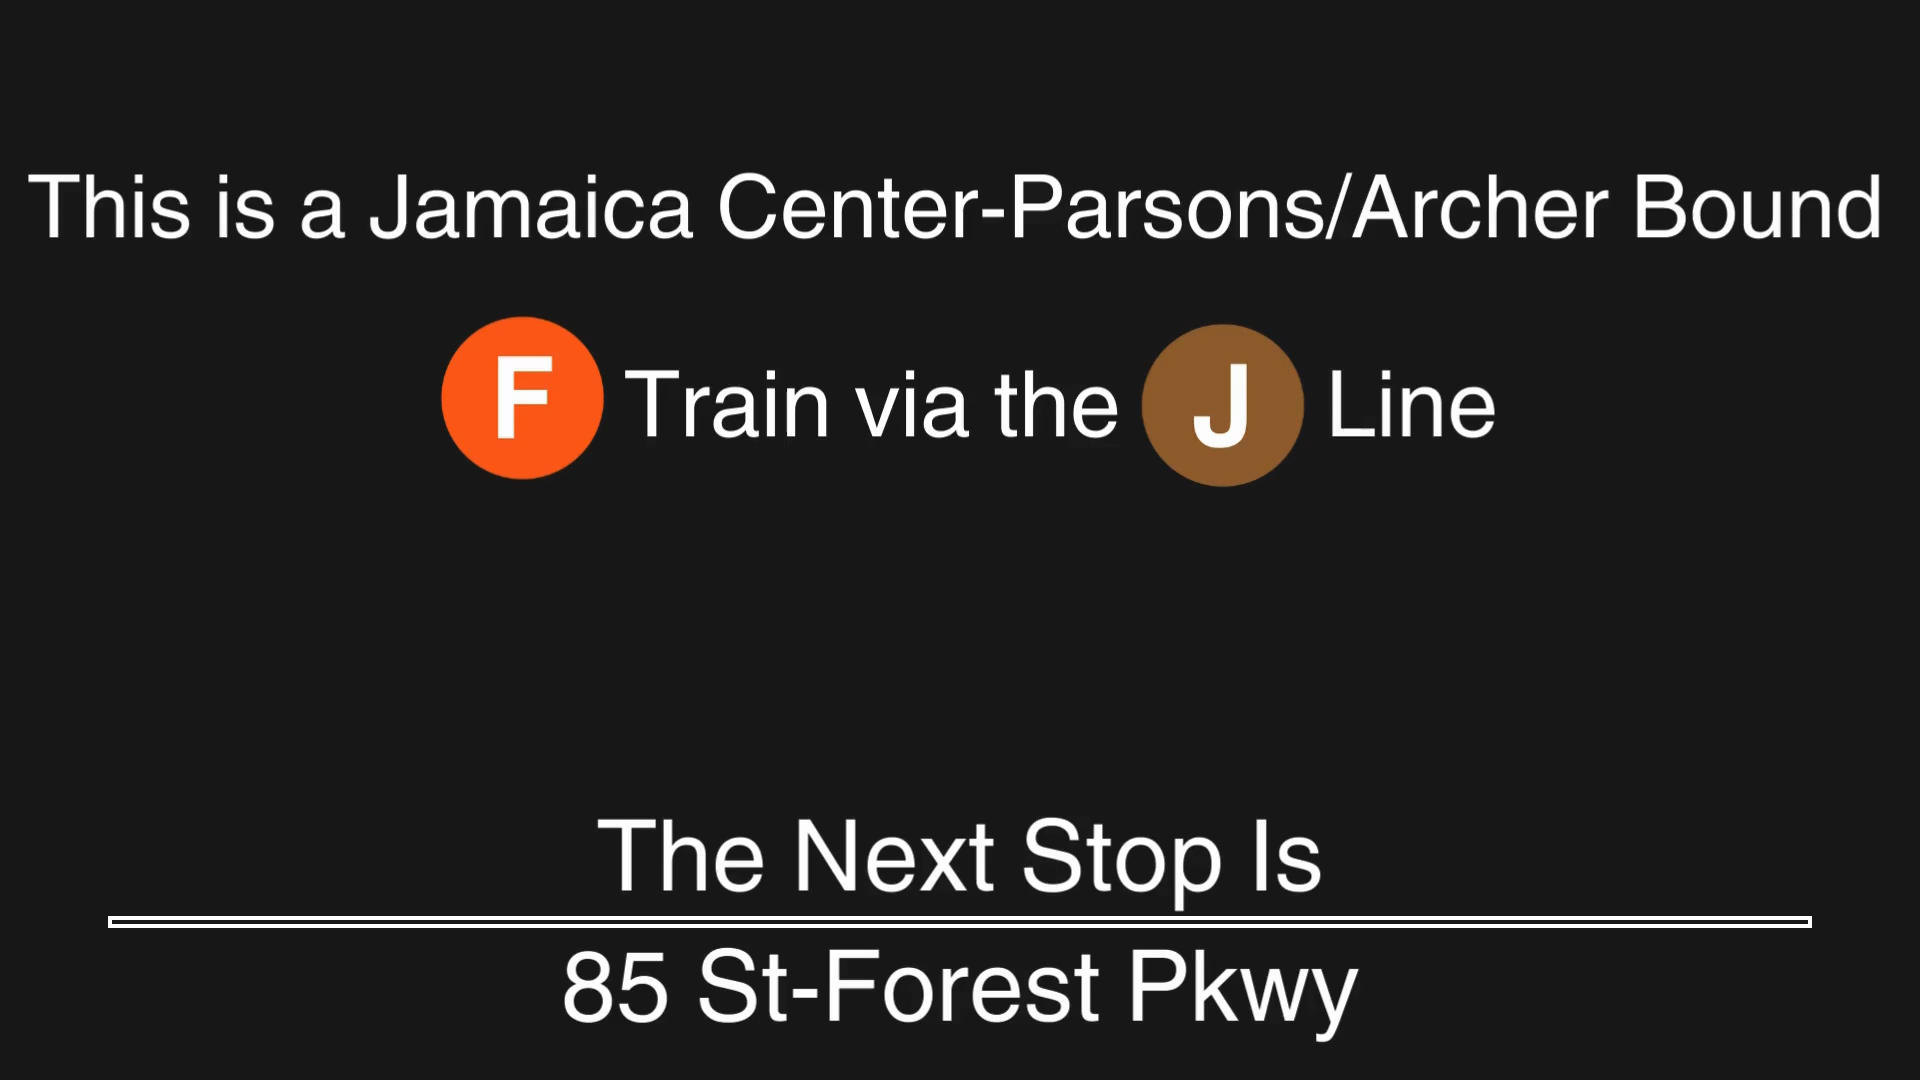 This is a Jamaica Center-Parsons/Archer Bound
F Train via the J Line
The Next Stop Is
85 St-Forest Pkwy